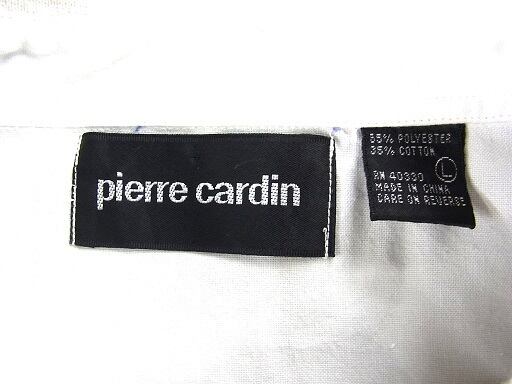 pierre cardin
65% POLYESTER
35% COTTON
L
RN 40330
MADE IN CHINA
CARE ON REVERSE